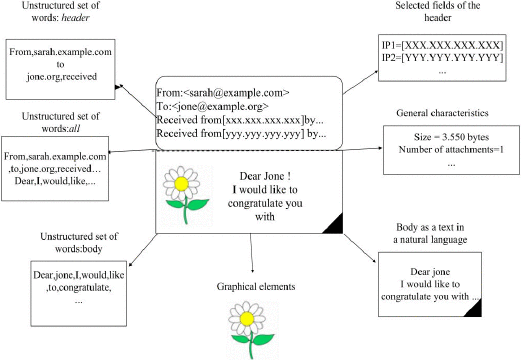 Unstructured set of
words: header
From,sarah.example.com
to
jone.org,received
Selected fields of the
header
IP1=[XXX.XXX.XXX.XXX]
IP2=[YYY.YYY.YYY.YYY]
...
From:<sarah@example.com>
To:<jone@example.org>
Received from[xxx.xxx.xxx.xxx]by...
Received from[yyy.yyy.yyy.yyy] by...
Unstructured set of
words:all
From,sarah.example.com
,to,jone.org,received…
Dear,I,would,like,...
General characteristics
Size = 3.550 bytes
Number of attachments=1
...
Dear Jone !
I would like to
congratulate you
with
Unstructured set of
words:body
Dear,jone,I,would,like
,to,congratulate,
...
Graphical elements
Body as a text in
a natural language
Dear jone
I would like to
congratulate you with ...